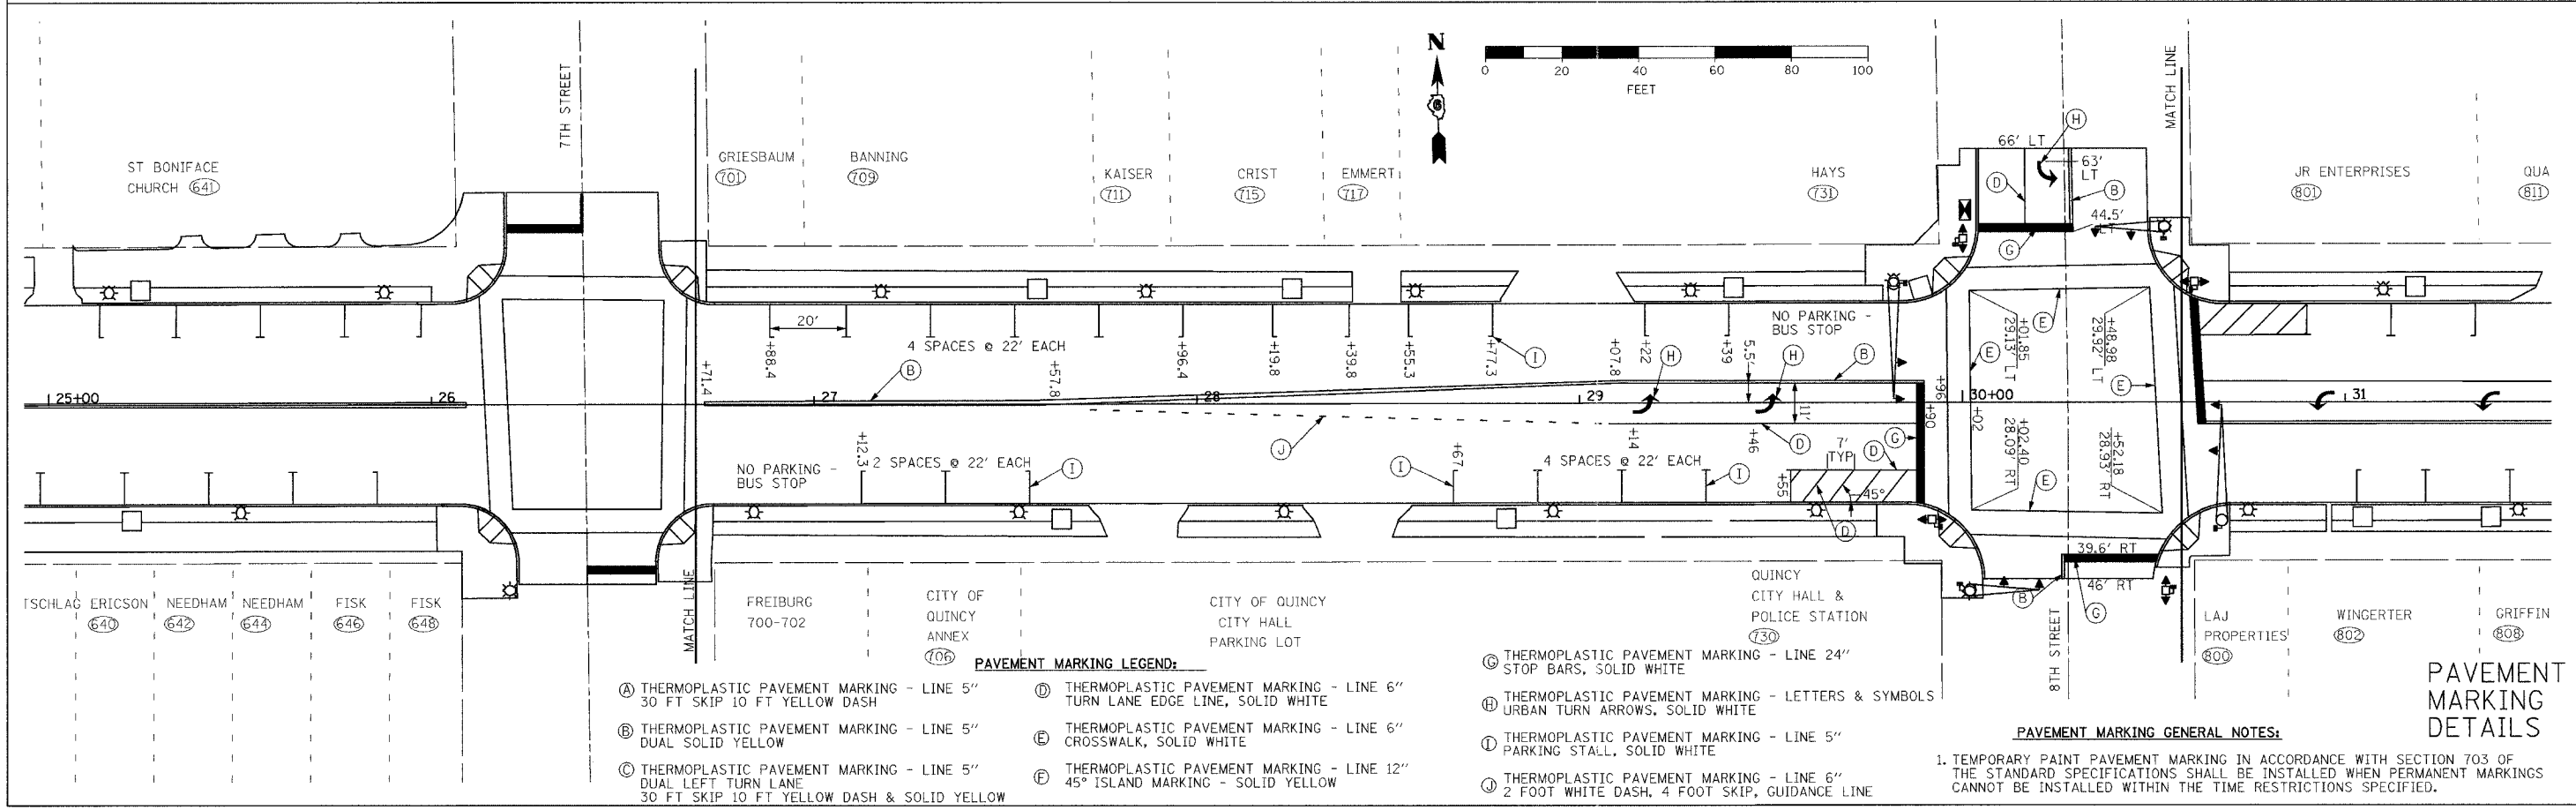 7TH STREET
MATCH LINE
N
6
0
20
40
60
80
100
FEET
ST BONIFACE
CHURCH 641
GRIESBAUM
701
BANNING
709
KAISER
711
CRIST
715
EMMERT
717
HAYS
731
JR ENTERPRISES
801
QUA
811
66' LT
H
63'
LT
D
B
44.5'
LT
G
20'
4 SPACES @ 22' EACH
NO PARKING -
BUS STOP
+71.4
+88.4
+57.8
+96.4
+19.8
+39.8
+55.3
+77.3
I
+07.8
+22
H
+39
5.5'
H
B
B
25+00
26
27
28
29
30+00
31
+96
+90
+02
+01.85
29.13' LT
+48.98
29.92' LT
E
E
E
+02.40
28.09' RT
+52.18
28.93' RT
E
J
11'
+14
+46
D
G
7'
TYP
D
NO PARKING -
BUS STOP
+12.3
2 SPACES @ 22' EACH
I
I
+67
4 SPACES @ 22' EACH
I
+55
45°
D
39.6' RT
46' RT
B
G
8TH STREET
MATCH LINE
TSCHLAG
ERICSON
640
NEEDHAM
642
NEEDHAM
644
FISK
646
FISK
648
FREIBURG
700-702
CITY OF
QUINCY
ANNEX
706
CITY OF QUINCY
CITY HALL
PARKING LOT
QUINCY
CITY HALL &
POLICE STATION
730
LAJ
PROPERTIES
800
WINGERTER
802
GRIFFIN
808
PAVEMENT MARKING LEGEND:
A THERMOPLASTIC PAVEMENT MARKING - LINE 5"
30 FT SKIP 10 FT YELLOW DASH
B THERMOPLASTIC PAVEMENT MARKING - LINE 5"
DUAL SOLID YELLOW
C THERMOPLASTIC PAVEMENT MARKING - LINE 5"
DUAL LEFT TURN LANE
30 FT SKIP 10 FT YELLOW DASH & SOLID YELLOW
D THERMOPLASTIC PAVEMENT MARKING - LINE 6"
TURN LANE EDGE LINE, SOLID WHITE
E THERMOPLASTIC PAVEMENT MARKING - LINE 6"
CROSSWALK, SOLID WHITE
F THERMOPLASTIC PAVEMENT MARKING - LINE 12"
45° ISLAND MARKING - SOLID YELLOW
G THERMOPLASTIC PAVEMENT MARKING - LINE 24"
STOP BARS, SOLID WHITE
H THERMOPLASTIC PAVEMENT MARKING - LETTERS & SYMBOLS
URBAN TURN ARROWS, SOLID WHITE
I THERMOPLASTIC PAVEMENT MARKING - LINE 5"
PARKING STALL, SOLID WHITE
J THERMOPLASTIC PAVEMENT MARKING - LINE 6"
2 FOOT WHITE DASH, 4 FOOT SKIP, GUIDANCE LINE
PAVEMENT
MARKING
DETAILS
PAVEMENT MARKING GENERAL NOTES:
1. TEMPORARY PAINT PAVEMENT MARKING IN ACCORDANCE WITH SECTION 703 OF
THE STANDARD SPECIFICATIONS SHALL BE INSTALLED WHEN PERMANENT MARKINGS
CANNOT BE INSTALLED WITHIN THE TIME RESTRICTIONS SPECIFIED.